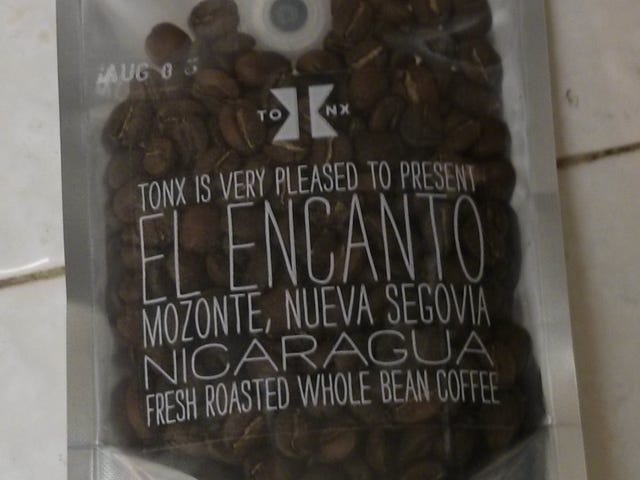 AUG 0 5
TO NX
TONX IS VERY PLEASED TO PRESENT
EL ENCANTO
MOZONTE, NUEVA SEGOVIA
NICARAGUA
FRESH ROASTED WHOLE BEAN COFFEE